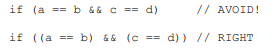 if (a == b && c == d)     // AVOID!
if ((a == b) && (c == d)) // RIGHT